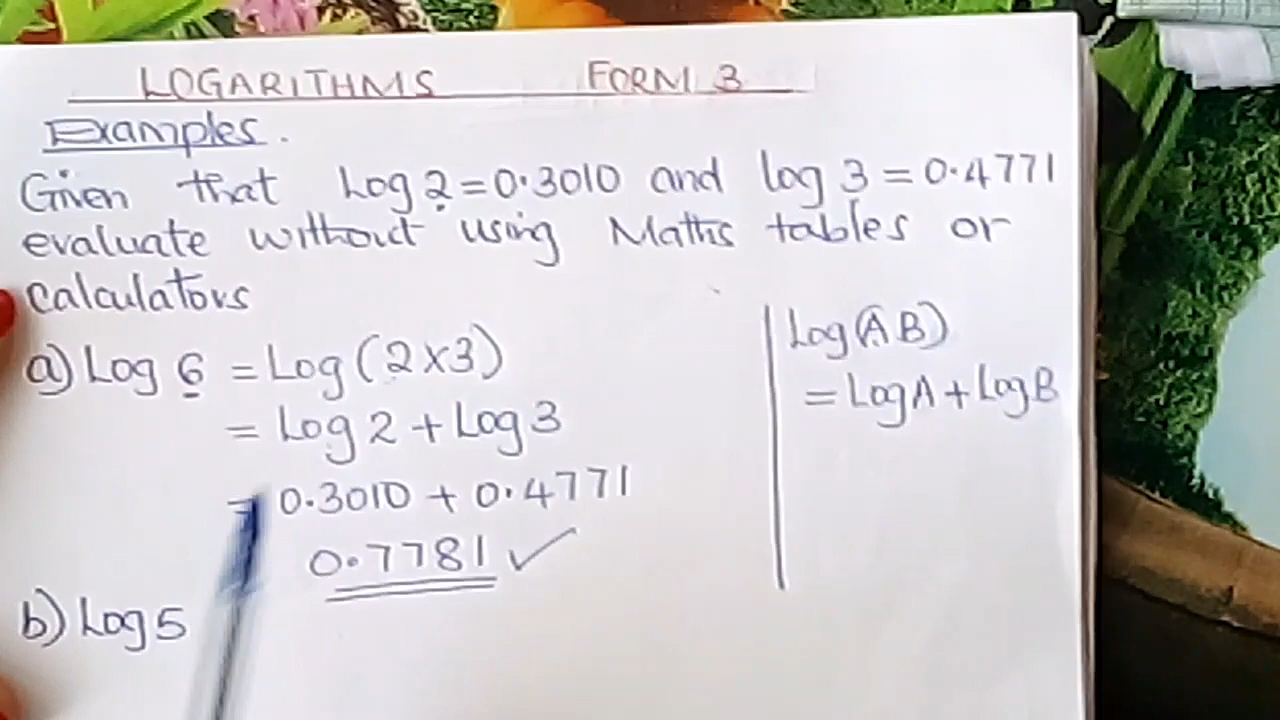 LOGARITHMS FORM 3
Examples.
Given that Log 2 = 0.3010 and log 3 = 0.4771
evaluate without using Maths tables or
calculators
a) Log 6 = Log (2×3)
= Log 2 + Log 3
= 0.3010 + 0.4771
0.7781 ✓
b) Log 5
Log(AB)
= Log A + Log B